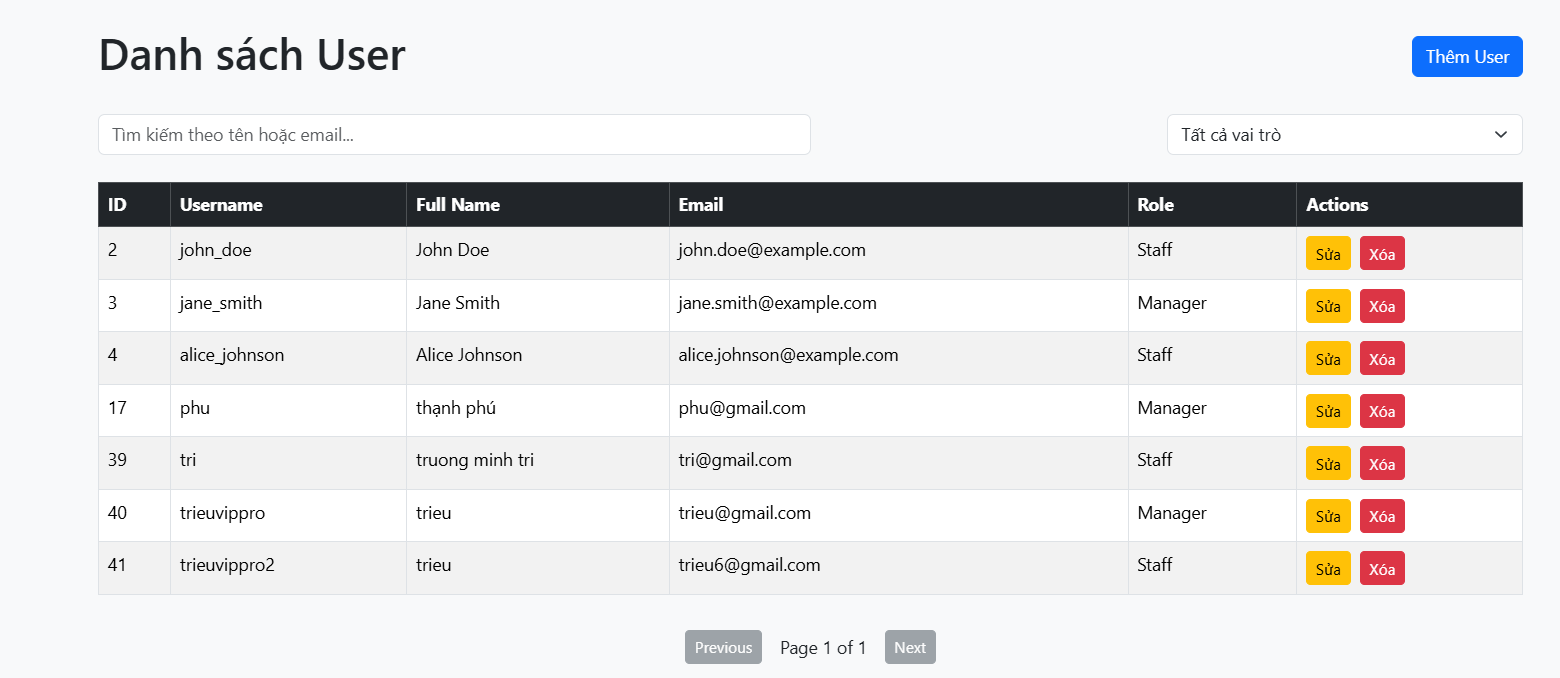 Danh sách User
Thêm User
Tìm kiếm theo tên hoặc email...
Tất cả vai trò
ID Username Full Name Email Role Actions
2 john_doe John Doe john.doe@example.com Staff Sửa Xóa
3 jane_smith Jane Smith jane.smith@example.com Manager Sửa Xóa
4 alice_johnson Alice Johnson alice.johnson@example.com Staff Sửa Xóa
17 phu thạnh phú phu@gmail.com Manager Sửa Xóa
39 tri truong minh tri tri@gmail.com Staff Sửa Xóa
40 trieuvippro trieu trieu@gmail.com Manager Sửa Xóa
41 trieuvippro2 trieu trieu6@gmail.com Staff Sửa Xóa
Previous Page 1 of 1 Next